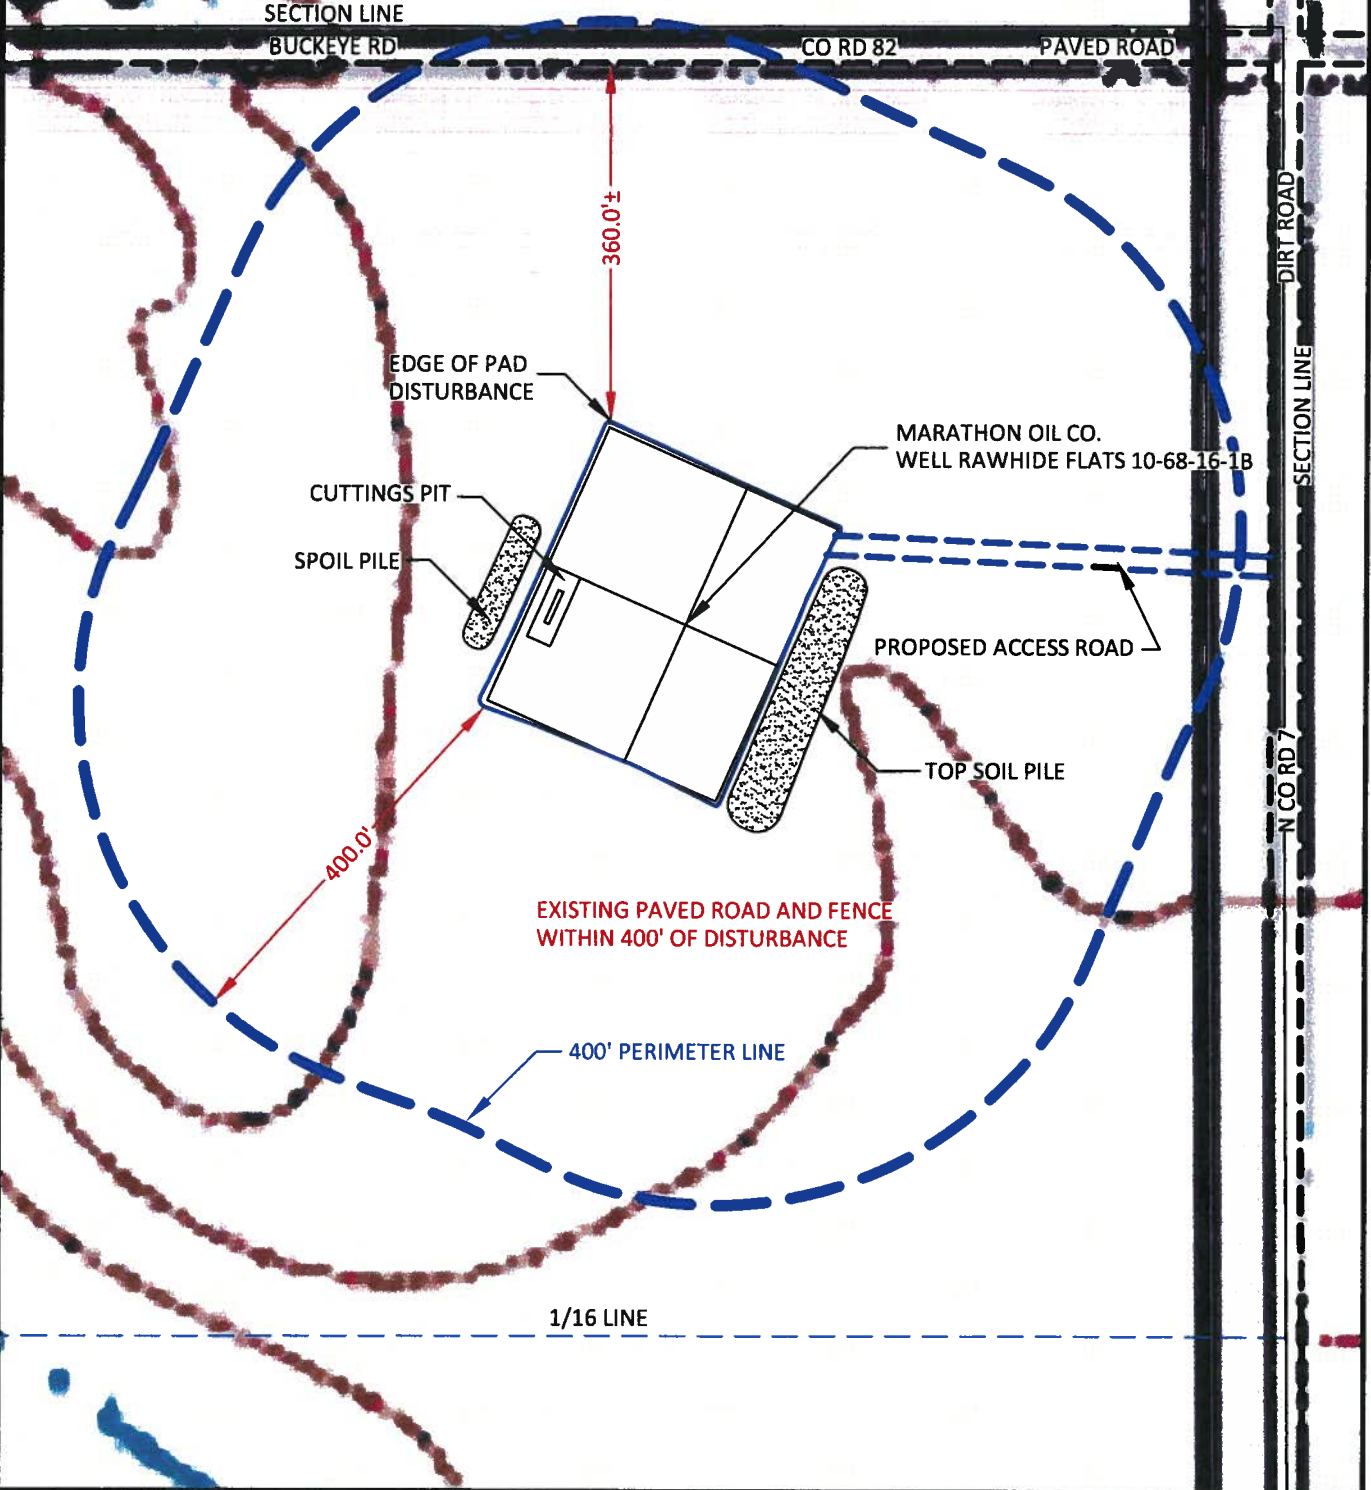 SECTION LINE
BUCKEYE RD
CO RD 82
PAVED ROAD
360.0'±
DIRT ROAD
SECTION LINE
EDGE OF PAD
DISTURBANCE
MARATHON OIL CO.
WELL RAWHIDE FLATS 10-68-16-1B
CUTTINGS PIT
SPOIL PILE
PROPOSED ACCESS ROAD
TOP SOIL PILE
N CO RD 7
400.0'
EXISTING PAVED ROAD AND FENCE
WITHIN 400' OF DISTURBANCE
400' PERIMETER LINE
1/16 LINE